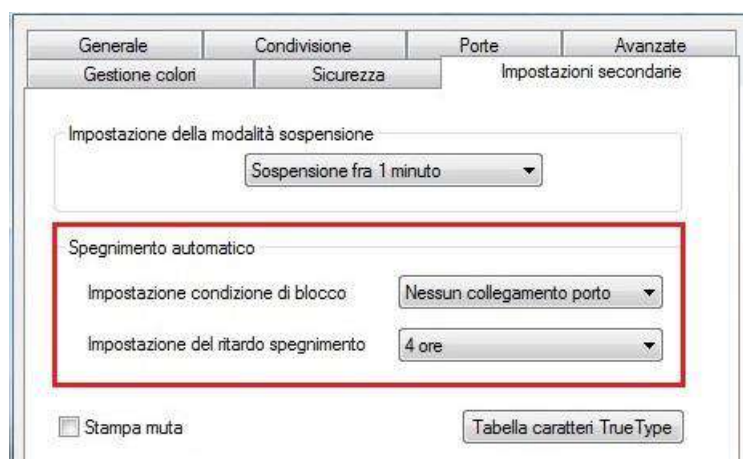 Generale Condivisione Porte Avanzate
Gestione colori Sicurezza Impostazioni secondarie
Impostazione della modalità sospensione
Sospensione fra 1 minuto
Spegnimento automatico
Impostazione condizione di blocco Nessun collegamento porto
Impostazione del ritardo spegnimento 4 ore
Stampa muta Tabella caratteri TrueType